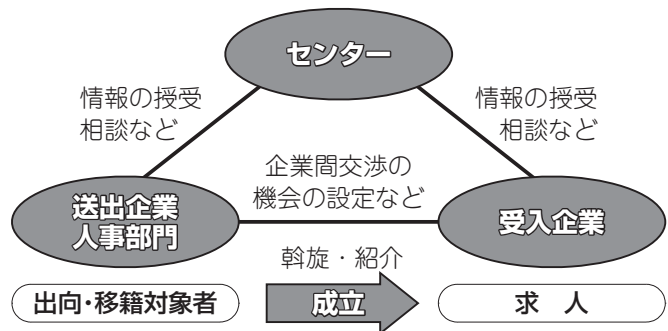 センター
情報の授受
相談など
情報の授受
相談など
企業間交渉の
機会の設定など
送出企業
人事部門
受入企業
斡旋・紹介
出向・移籍対象者
成立
求　人